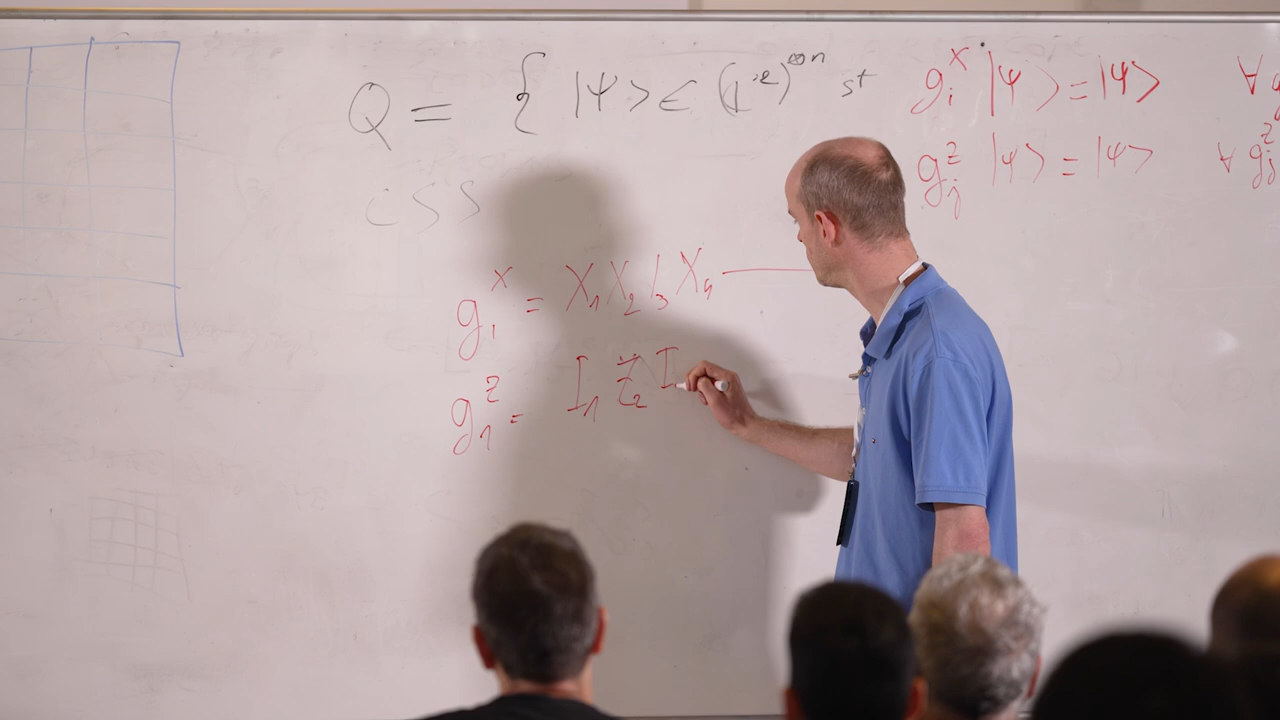 Q = { |Ψ> ∈ (ℂ²)^⊗n st g_i^x |Ψ> = |Ψ> ∀ g
g_j^z |Ψ> = |Ψ> ∀ g_j^z
CSS
g_1^x = X_1 X_2 I_3 X_4
g_1^z = I_1 Z_2 I